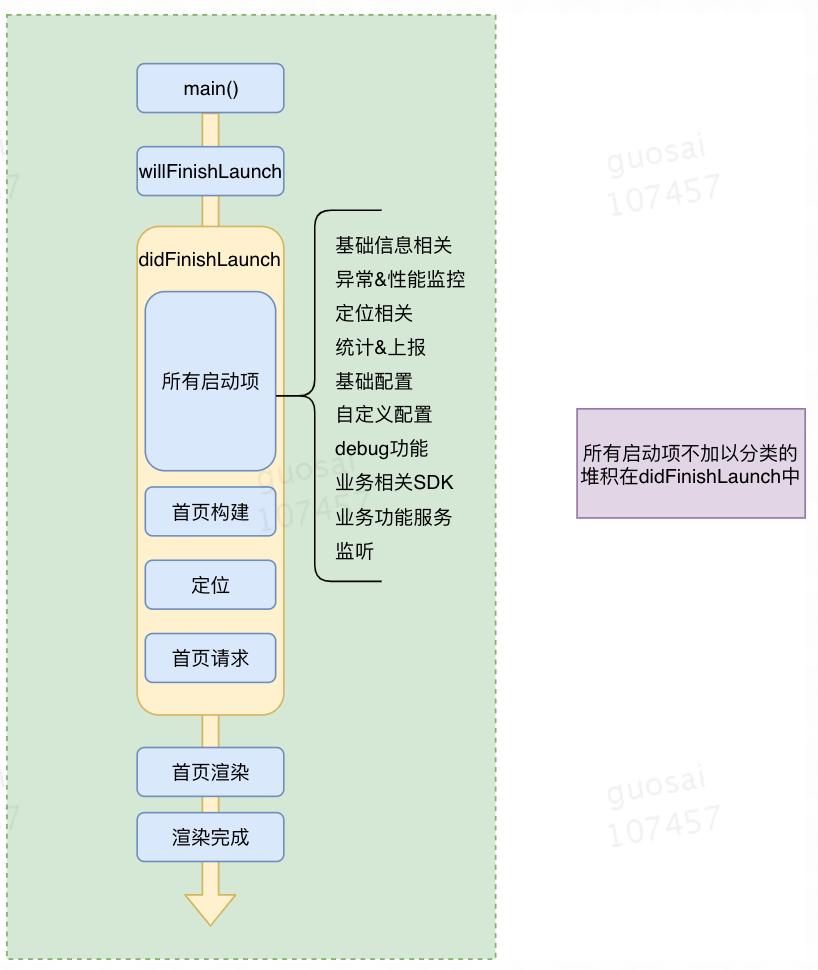 main()
willFinishLaunch
didFinishLaunch
所有启动项
首页构建
定位
首页请求
首页渲染
渲染完成
基础信息相关
异常&性能监控
定位相关
统计&上报
基础配置
自定义配置
debug功能
业务相关SDK
业务功能服务
监听
所有启动项不加以分类的
堆积在didFinishLaunch中
guosai
107457
guosai
107457
guosai
107457
7
7